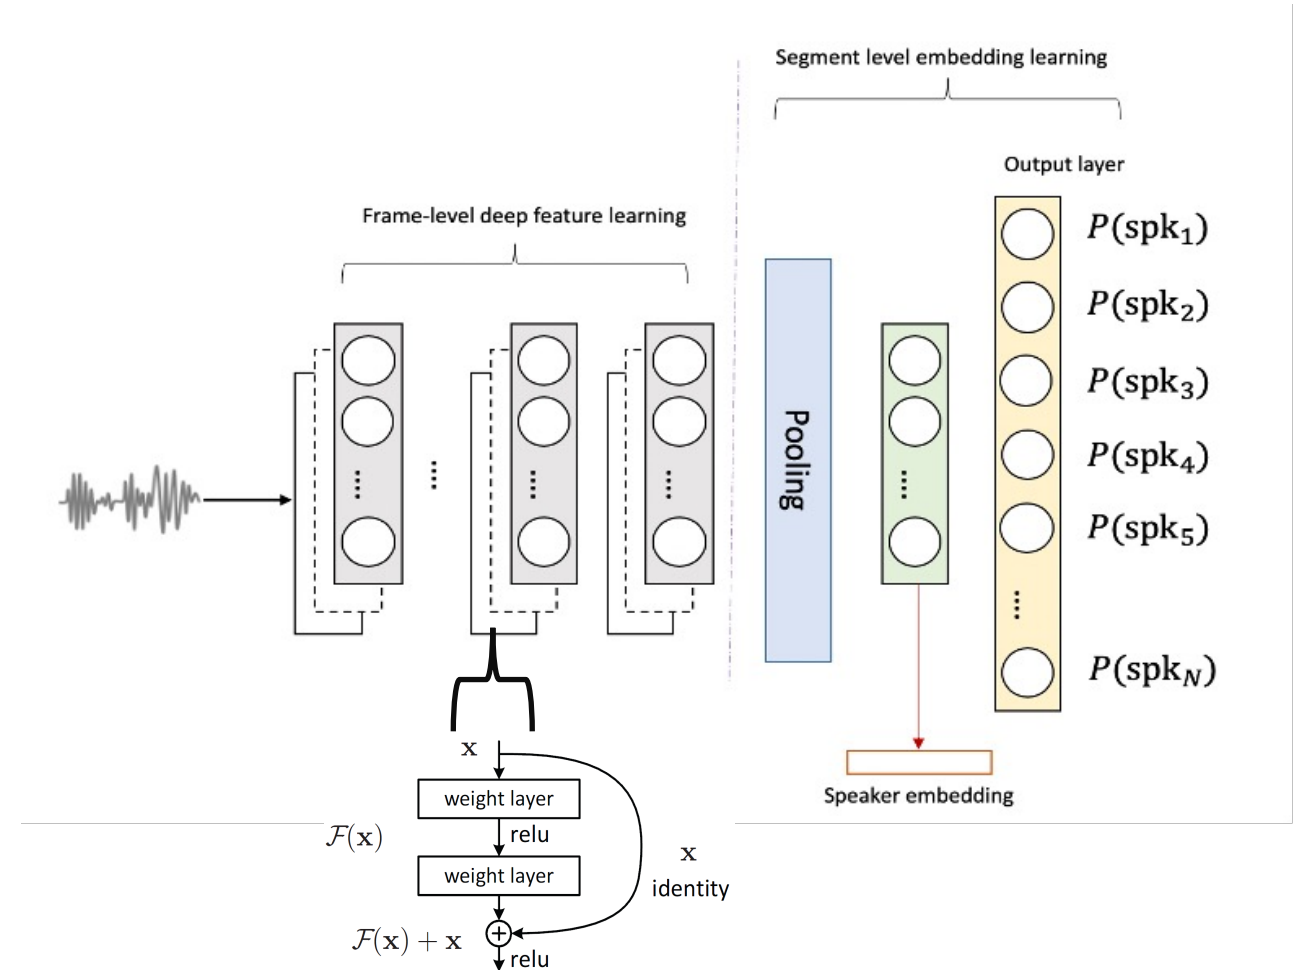 Segment level embedding learning
Output layer
Frame-level deep feature learning
P(spk₁)
P(spk₂)
P(spk₃)
P(spk₄)
P(spk₅)
....
P(spk_N)
....
....
....
....
....
Pooling
Speaker embedding
x
weight layer
relu
F(x)
weight layer
x
identity
F(x) + x
+
relu